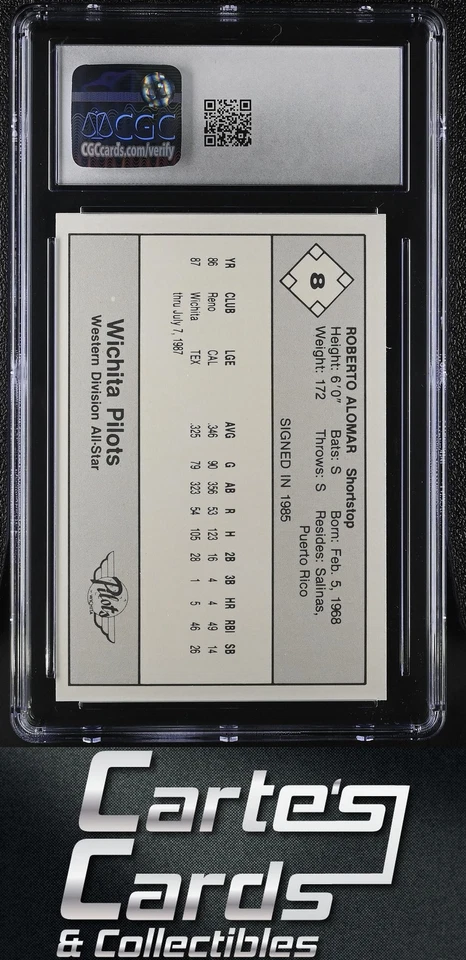 CGC
CGCcards.com/verify
8
ROBERTO ALOMAR Shortstop
Height: 6'0" Bats: S Born: Feb. 5, 1968
Weight: 172 Throws: S Resides: Salinas,
Puerto Rico
SIGNED IN 1985
YR CLUB LGE AVG G AB R H 2B 3B HR RBI SB
86 Reno CAL .346 90 356 53 123 16 4 4 49 14
87 Wichita TEX .325 79 323 54 105 28 1 5 46 26
thru July 7, 1987
Wichita Pilots
Western Division All-Star
Pilots
WICHITA
Carte's
Cards
& Collectibles